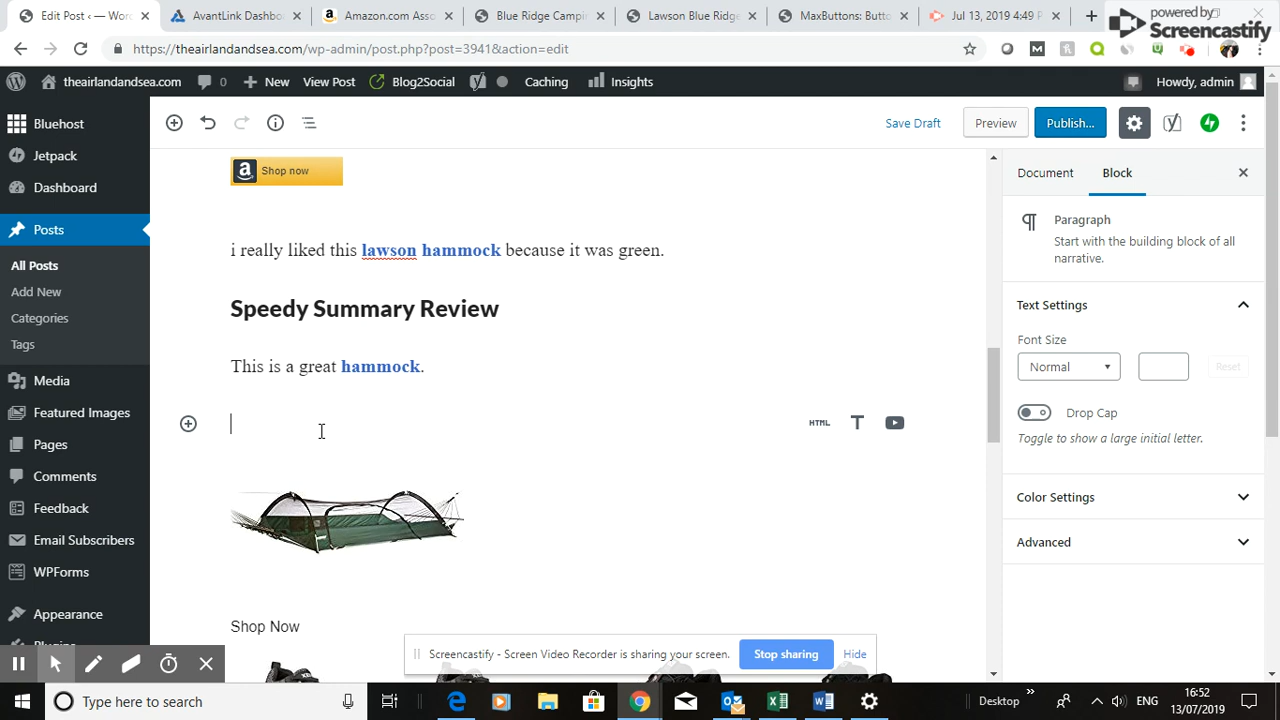 Edit Post ‹ — Word
AvantLink Dashbo
Amazon.com Asso
Blue Ridge Campi
Lawson Blue Ridge
MaxButtons: Butto
Jul 13, 2019 4:49 P
powered by
Screencastify
https://theairlandandsea.com/wp-admin/post.php?post=3941&action=edit
theairlandandsea.com
0
New
View Post
Blog2Social
Caching
Insights
Howdy, admin
Bluehost
Jetpack
Dashboard
Posts
All Posts
Add New
Categories
Tags
Media
Featured Images
Pages
Comments
Feedback
Email Subscribers
WPForms
Appearance
Save Draft
Preview
Publish...
Shop now
i really liked this lawson hammock because it was green.
Speedy Summary Review
This is a great hammock.
HTML
Shop Now
Document
Block
Paragraph
Start with the building block of all
narrative.
Text Settings
Font Size
Normal
Reset
Drop Cap
Toggle to show a large initial letter.
Color Settings
Advanced
Screencastify - Screen Video Recorder is sharing your screen.
Stop sharing
Hide
Type here to search
Desktop
ENG
16:52
13/07/2019